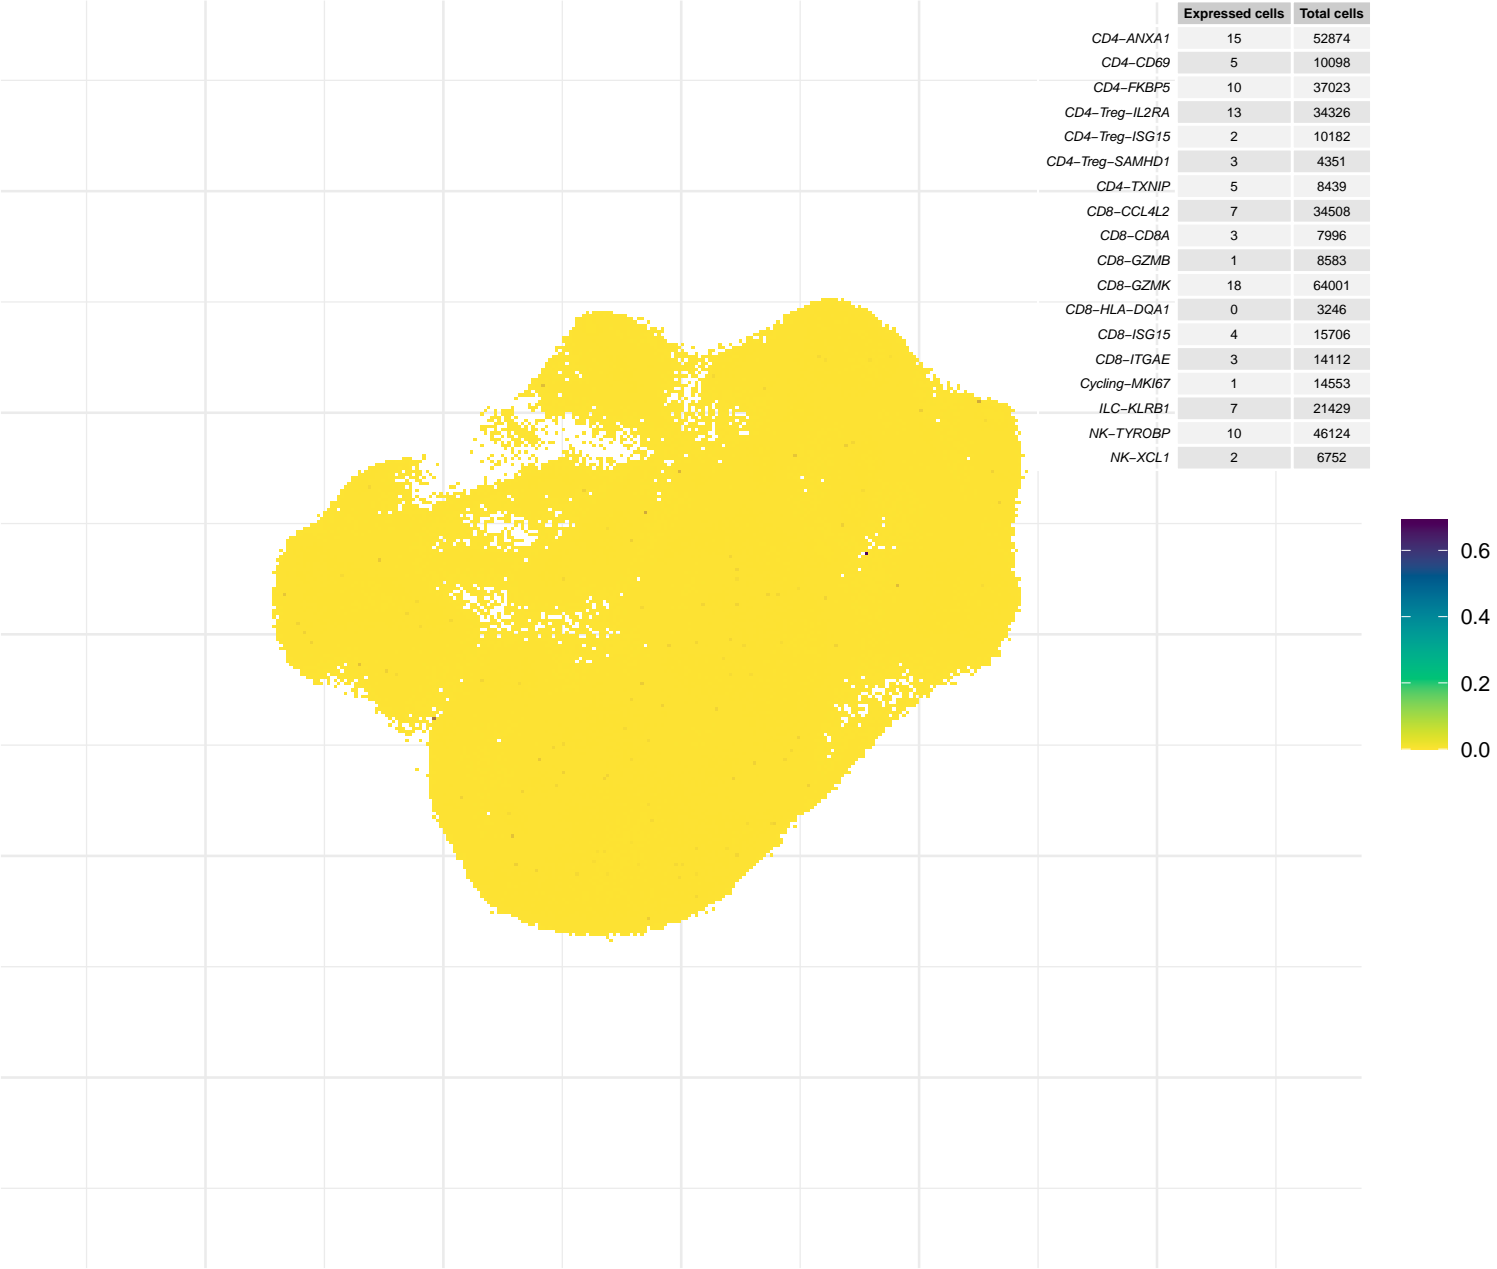 Expressed cells Total cells
CD4−ANXA1 15 52874
CD4−CD69 5 10098
CD4−FKBP5 10 37023
CD4−Treg−IL2RA 13 34326
CD4−Treg−ISG15 2 10182
CD4−Treg−SAMHD1 3 4351
CD4−TXNIP 5 8439
CD8−CCL4L2 7 34508
CD8−CD8A 3 7996
CD8−GZMB 1 8583
CD8−GZMK 18 64001
CD8−HLA−DQA1 0 3246
CD8−ISG15 4 15706
CD8−ITGAE 3 14112
Cycling−MKI67 1 14553
ILC−KLRB1 7 21429
NK−TYROBP 10 46124
NK−XCL1 2 6752
0.6
0.4
0.2
0.0